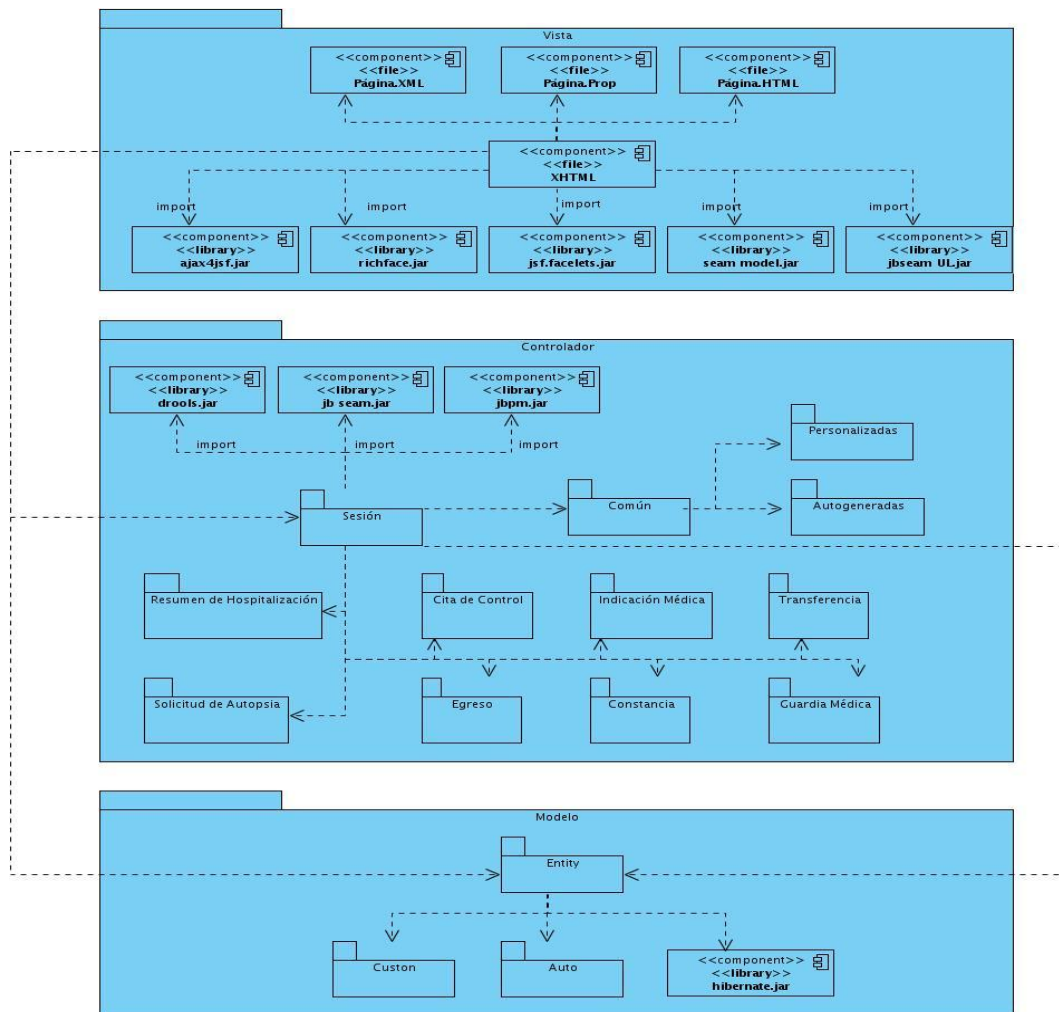 Vista
<<component>>
<<file>>
Página.XML
<<component>>
<<file>>
Página.Prop
<<component>>
<<file>>
Página.HTML
<<component>>
<<file>>
XHTML
import
import
import
import
import
<<component>>
<<library>>
ajax4jsf.jar
<<component>>
<<library>>
richface.jar
<<component>>
<<library>>
jsf.facelets.jar
<<component>>
<<library>>
seam model.jar
<<component>>
<<library>>
jbseam UL.jar
Controlador
<<component>>
<<library>>
drools.jar
<<component>>
<<library>>
jb seam.jar
<<component>>
<<library>>
jbpm.jar
import
import
import
Personalizadas
Sesión
Común
Autogeneradas
Resumen de Hospitalización
Cita de Control
Indicación Médica
Transferencia
Solicitud de Autopsia
Egreso
Constancia
Guardia Médica
Modelo
Entity
Custon
Auto
<<component>>
<<library>>
hibernate.jar